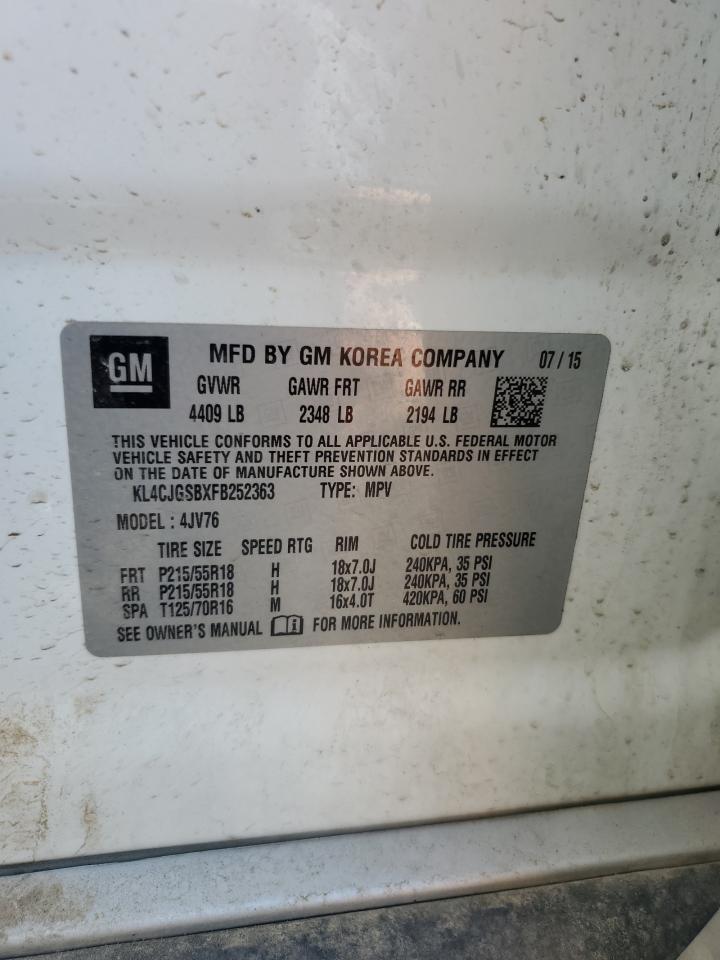 GM MFD BY GM KOREA COMPANY 07/15
GVWR GAWR FRT GAWR RR
4409 LB 2348 LB 2194 LB
THIS VEHICLE CONFORMS TO ALL APPLICABLE U.S. FEDERAL MOTOR
VEHICLE SAFETY AND THEFT PREVENTION STANDARDS IN EFFECT
ON THE DATE OF MANUFACTURE SHOWN ABOVE.
KL4CJGSBXFB252363 TYPE: MPV
MODEL : 4JV76
TIRE SIZE SPEED RTG RIM COLD TIRE PRESSURE
FRT P215/55R18 H 18x7.0J 240KPA, 35 PSI
RR P215/55R18 H 18x7.0J 240KPA, 35 PSI
SPA T125/70R16 M 16x4.0T 420KPA, 60 PSI
SEE OWNER'S MANUAL i FOR MORE INFORMATION.